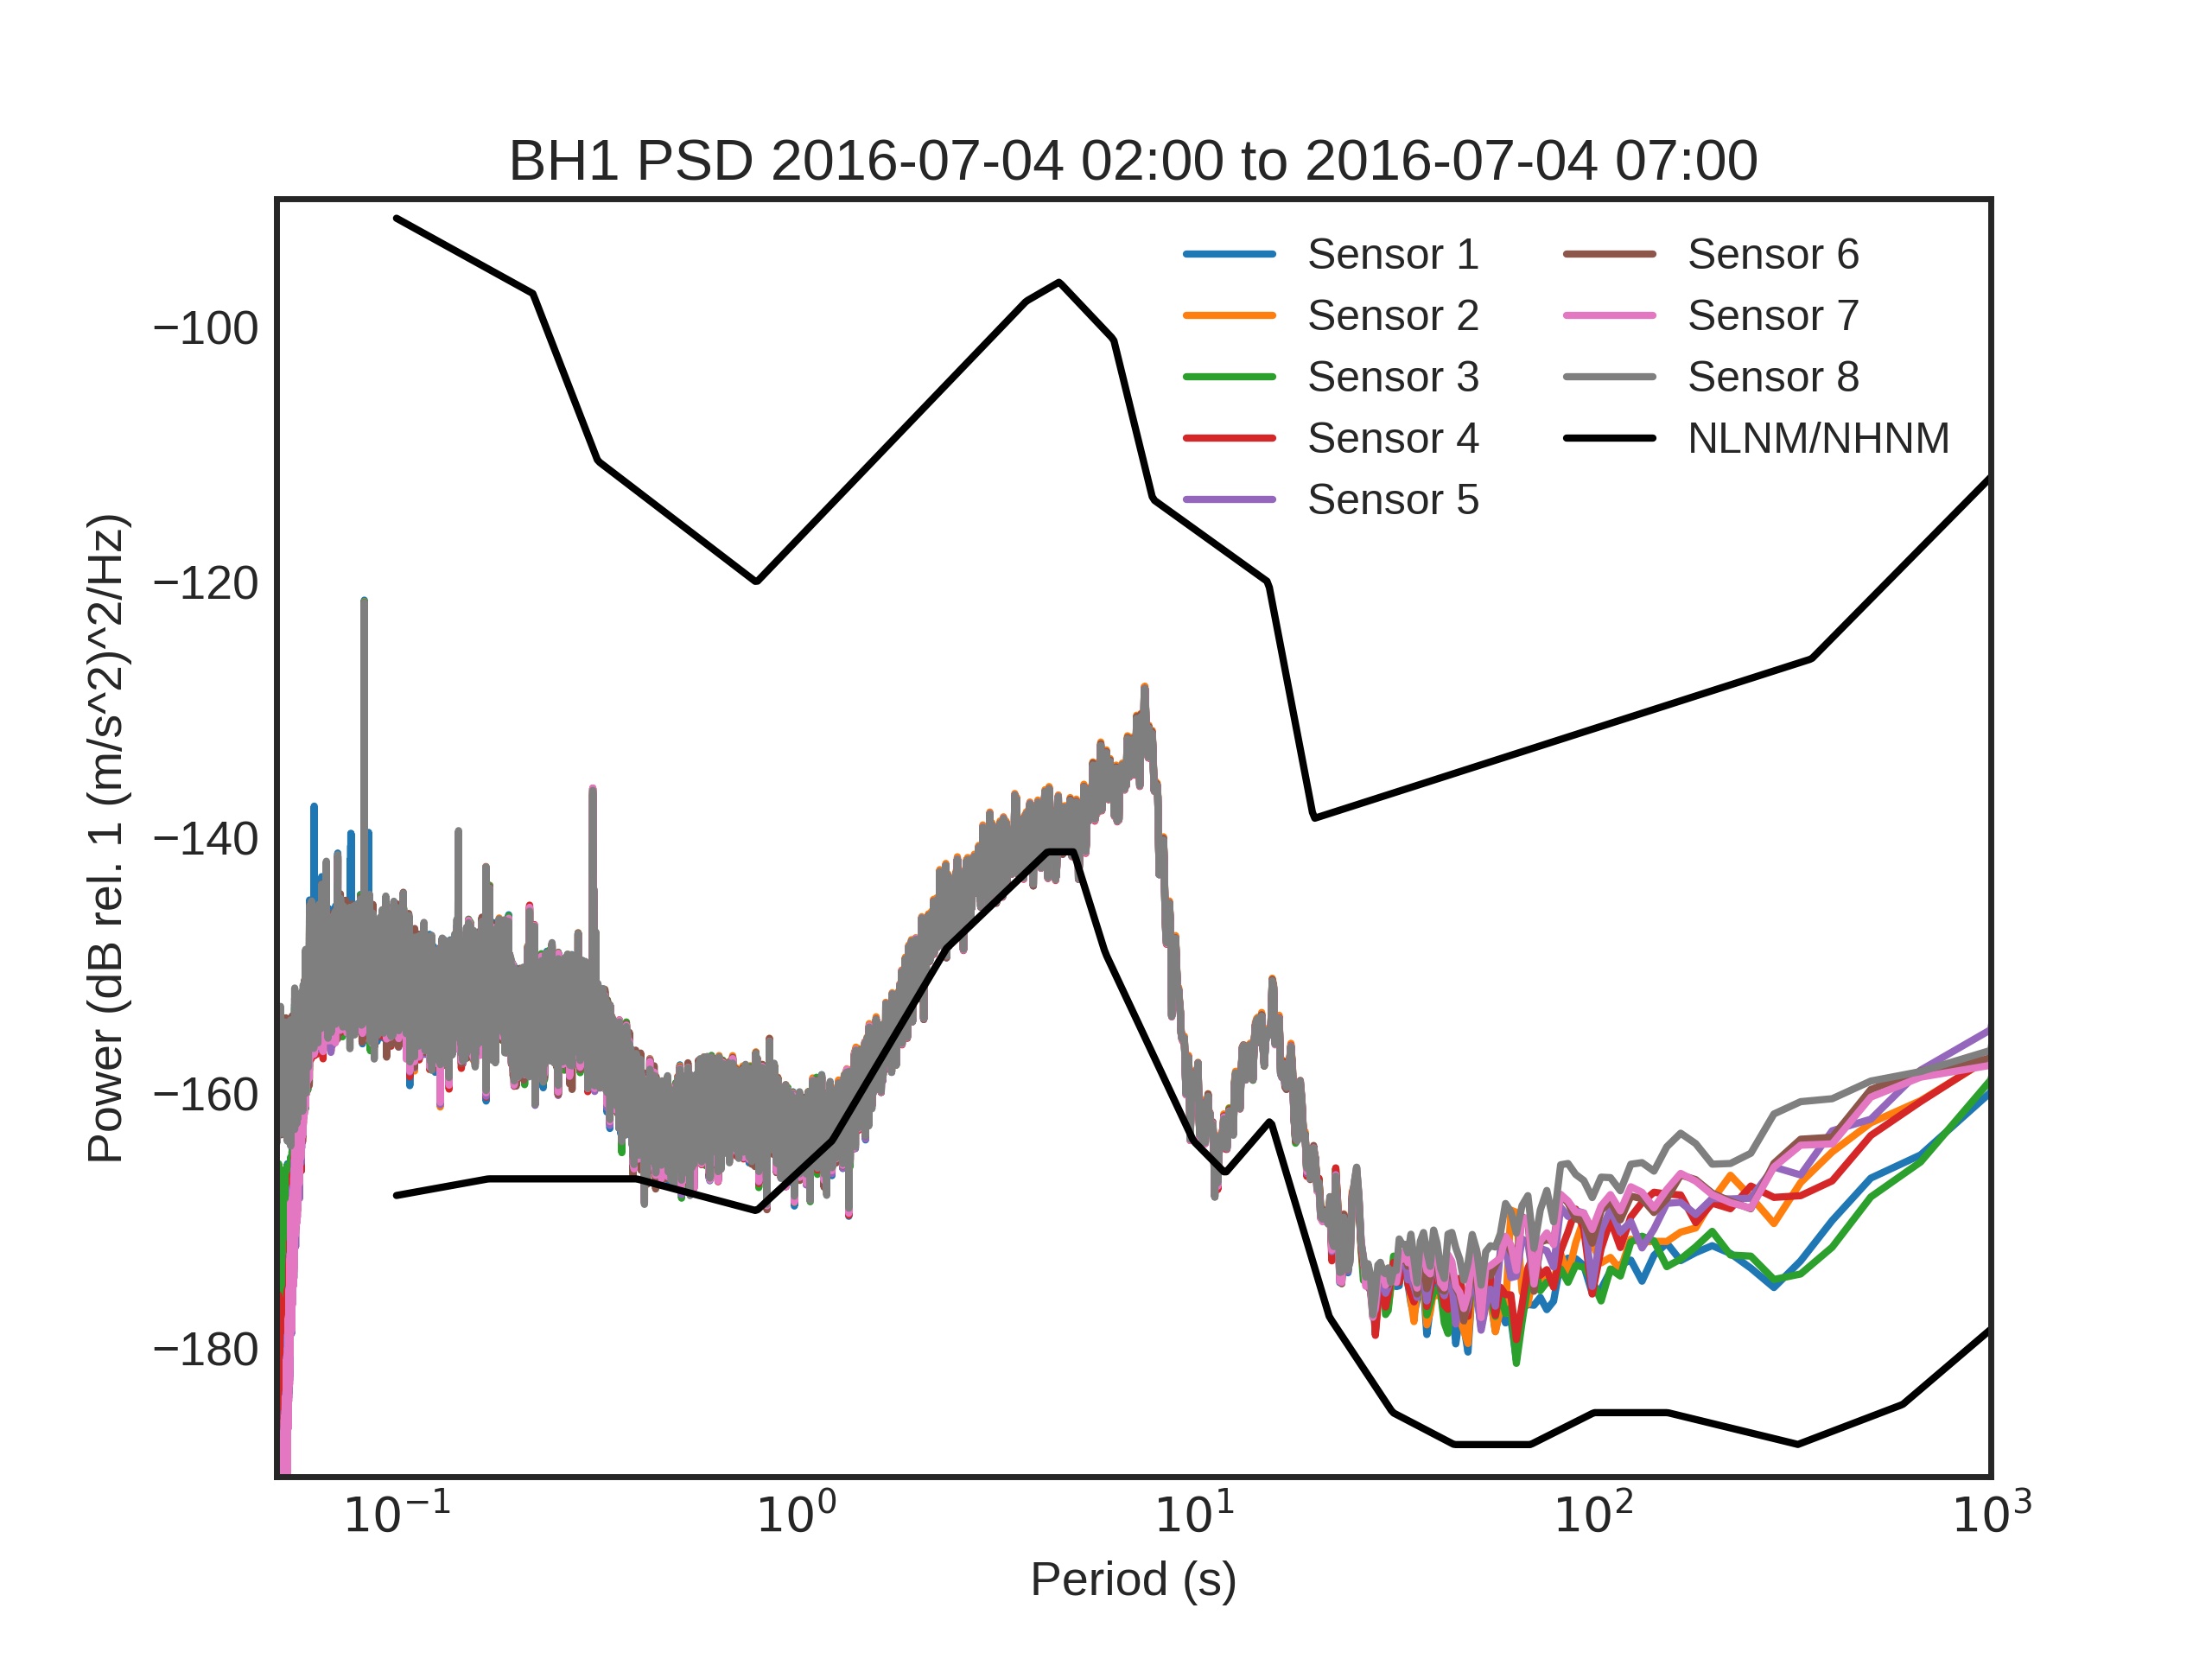 BH1 PSD 2016-07-04 02:00 to 2016-07-04 07:00
Sensor 1
Sensor 2
Sensor 3
Sensor 4
Sensor 5
Sensor 6
Sensor 7
Sensor 8
NLNM/NHNM
Power (dB rel. 1 (m/s^2)^2/Hz)
−100
−120
−140
−160
−180
10⁻¹
10⁰
10¹
10²
10³
Period (s)